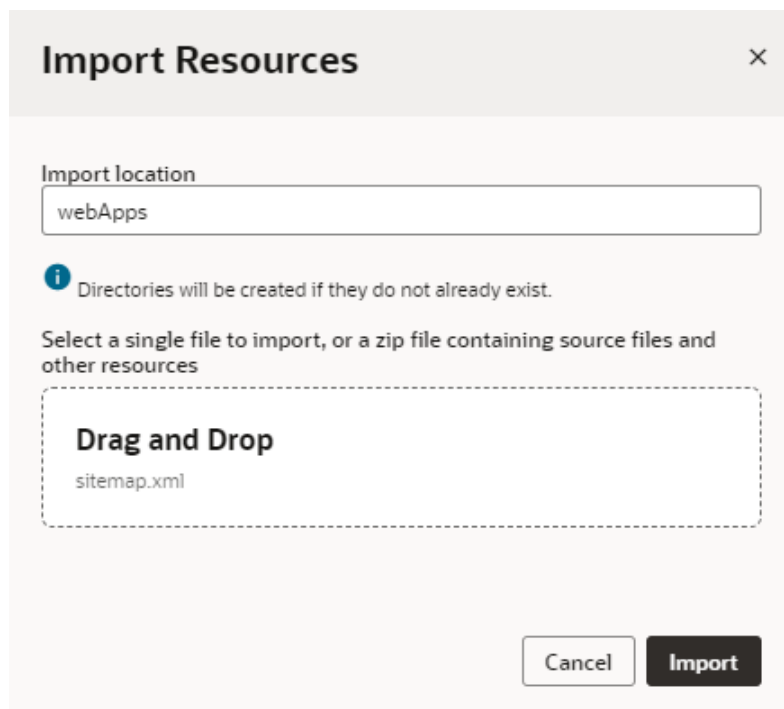 Import Resources
Import location
webApps
Directories will be created if they do not already exist.
Select a single file to import, or a zip file containing source files and
other resources
Drag and Drop
sitemap.xml
Cancel
Import